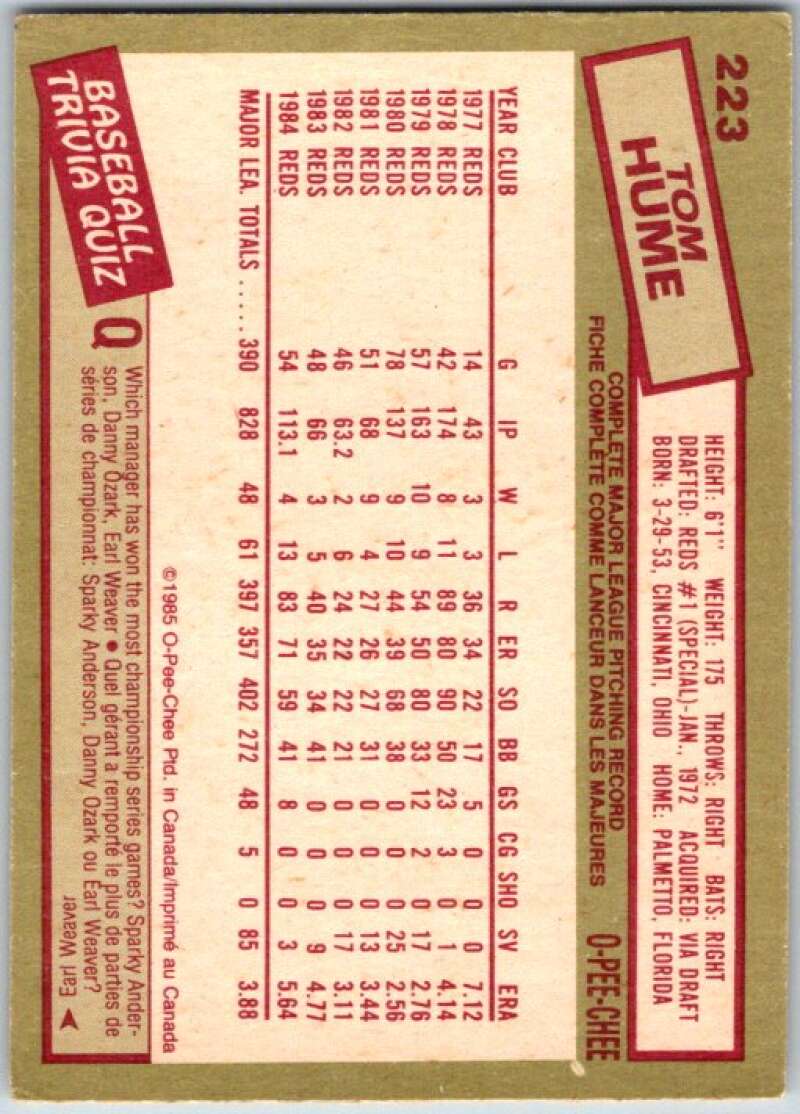 223
TOM
HUME
HEIGHT: 6'1" WEIGHT: 175 THROWS: RIGHT BATS: RIGHT
DRAFTED: REDS #1 (SPECIAL)-JAN., 1972 ACQUIRED: VIA DRAFT
BORN: 3-29-53, CINCINNATI, OHIO HOME: PALMETTO, FLORIDA
COMPLETE MAJOR LEAGUE PITCHING RECORD
FICHE COMPLÈTE COMME LANCEUR DANS LES MAJEURES
O-PEE-CHEE
YEAR CLUB G IP W L R ER SO BB GS CG SHO SV ERA
1977 REDS 14 43 3 3 36 34 22 17 5 0 0 0 7.12
1978 REDS 42 174 8 11 89 80 90 50 23 3 0 1 4.14
1979 REDS 57 163 10 9 54 50 80 33 12 2 0 17 2.76
1980 REDS 78 137 9 10 44 39 68 38 0 0 0 25 2.56
1981 REDS 51 68 9 4 27 26 27 31 0 0 0 13 3.44
1982 REDS 46 63.2 2 6 24 22 22 21 0 0 0 17 3.11
1983 REDS 48 66 3 5 40 35 34 41 0 0 0 9 4.77
1984 REDS 54 113.1 4 13 83 71 59 41 8 0 0 3 5.64
MAJOR LEA. TOTALS ..... 390 828 48 61 397 357 402 272 48 5 0 85 3.88
©1985 O-Pee-Chee Ptd. in Canada/Imprimé au Canada
BASEBALL
TRIVIA QUIZ
Q Which manager has won the most championship series games? Sparky Ander-
son, Danny Ozark, Earl Weaver ● Quel gérant a remporté le plus de parties de
séries de championnat: Sparky Anderson, Danny Ozark ou Earl Weaver?
Earl Weaver